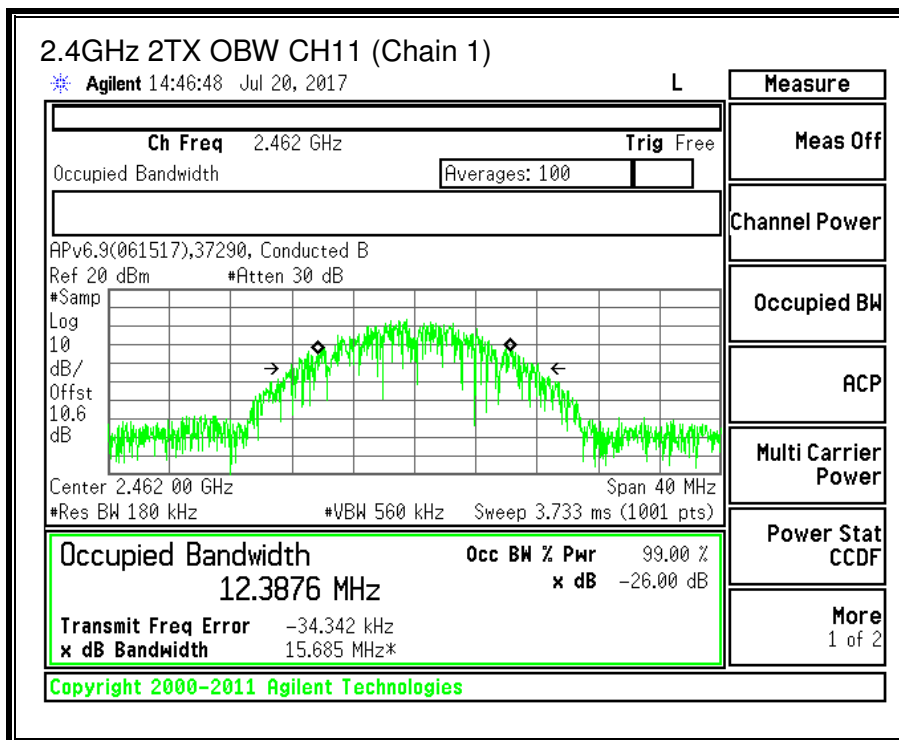 2.4GHz 2TX OBW CH11 (Chain 1)
Agilent 14:46:48 Jul 20, 2017 L
Measure
Ch Freq 2.462 GHz Trig Free
Meas Off
Occupied Bandwidth Averages: 100
Channel Power
APv6.9(061517),37290, Conducted B
Ref 20 dBm #Atten 30 dB
#Samp
Log
10
dB/
Offst
10.6
dB
Occupied BW
ACP
Multi Carrier
Power
Center 2.462 00 GHz Span 40 MHz
#Res BW 180 kHz #VBW 560 kHz Sweep 3.733 ms (1001 pts)
Power Stat
CCDF
Occupied Bandwidth Occ BW % Pwr 99.00 %
12.3876 MHz x dB -26.00 dB
Transmit Freq Error -34.342 kHz
x dB Bandwidth 15.685 MHz*
More
1 of 2
Copyright 2000-2011 Agilent Technologies